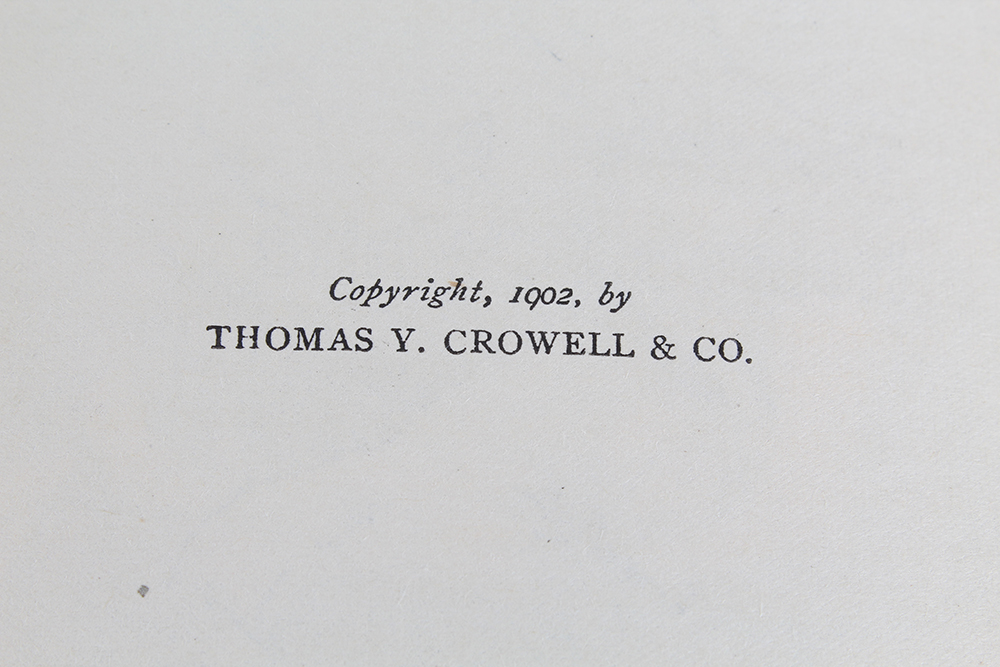 Copyright, 1902, by
THOMAS Y. CROWELL & CO.